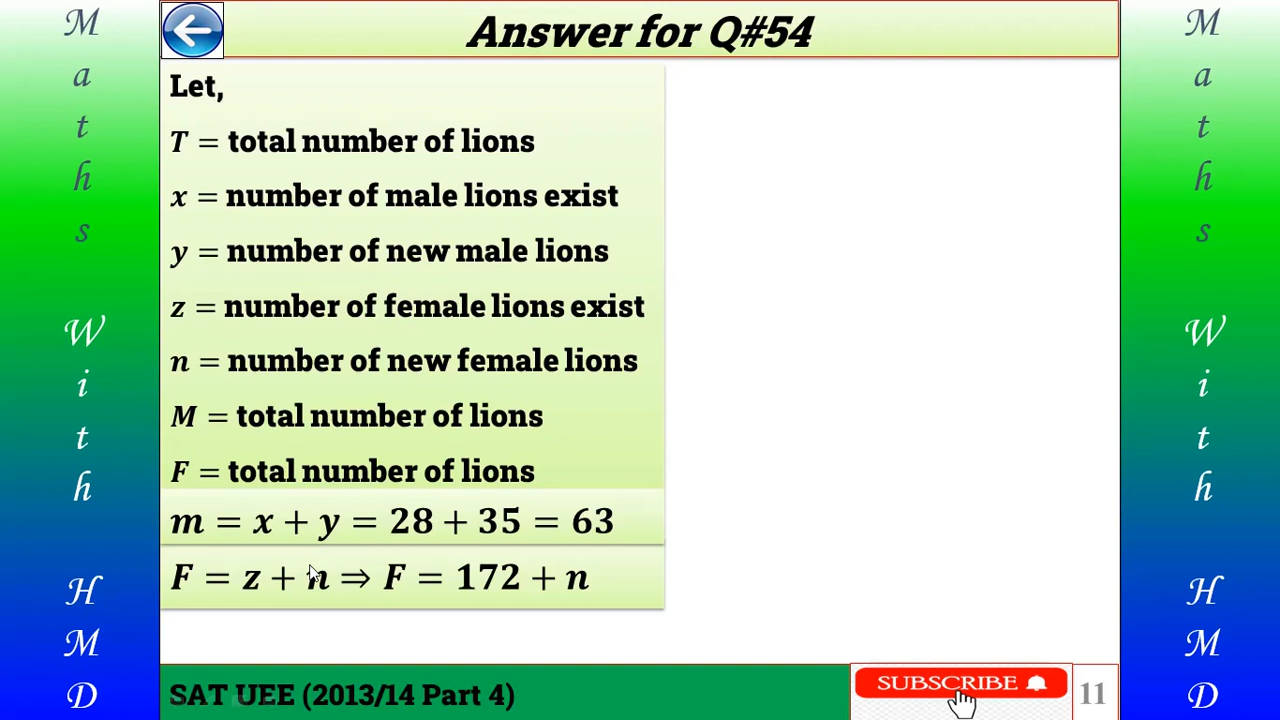 Answer for Q#54
Let,
T = total number of lions
x = number of male lions exist
y = number of new male lions
z = number of female lions exist
n = number of new female lions
M = total number of lions
F = total number of lions
m = x + y = 28 + 35 = 63
F = z + n ⇒ F = 172 + n
SAT UEE (2013/14 Part 4)
SUBSCRIBE
11
Maths With HMD
Maths With HMD